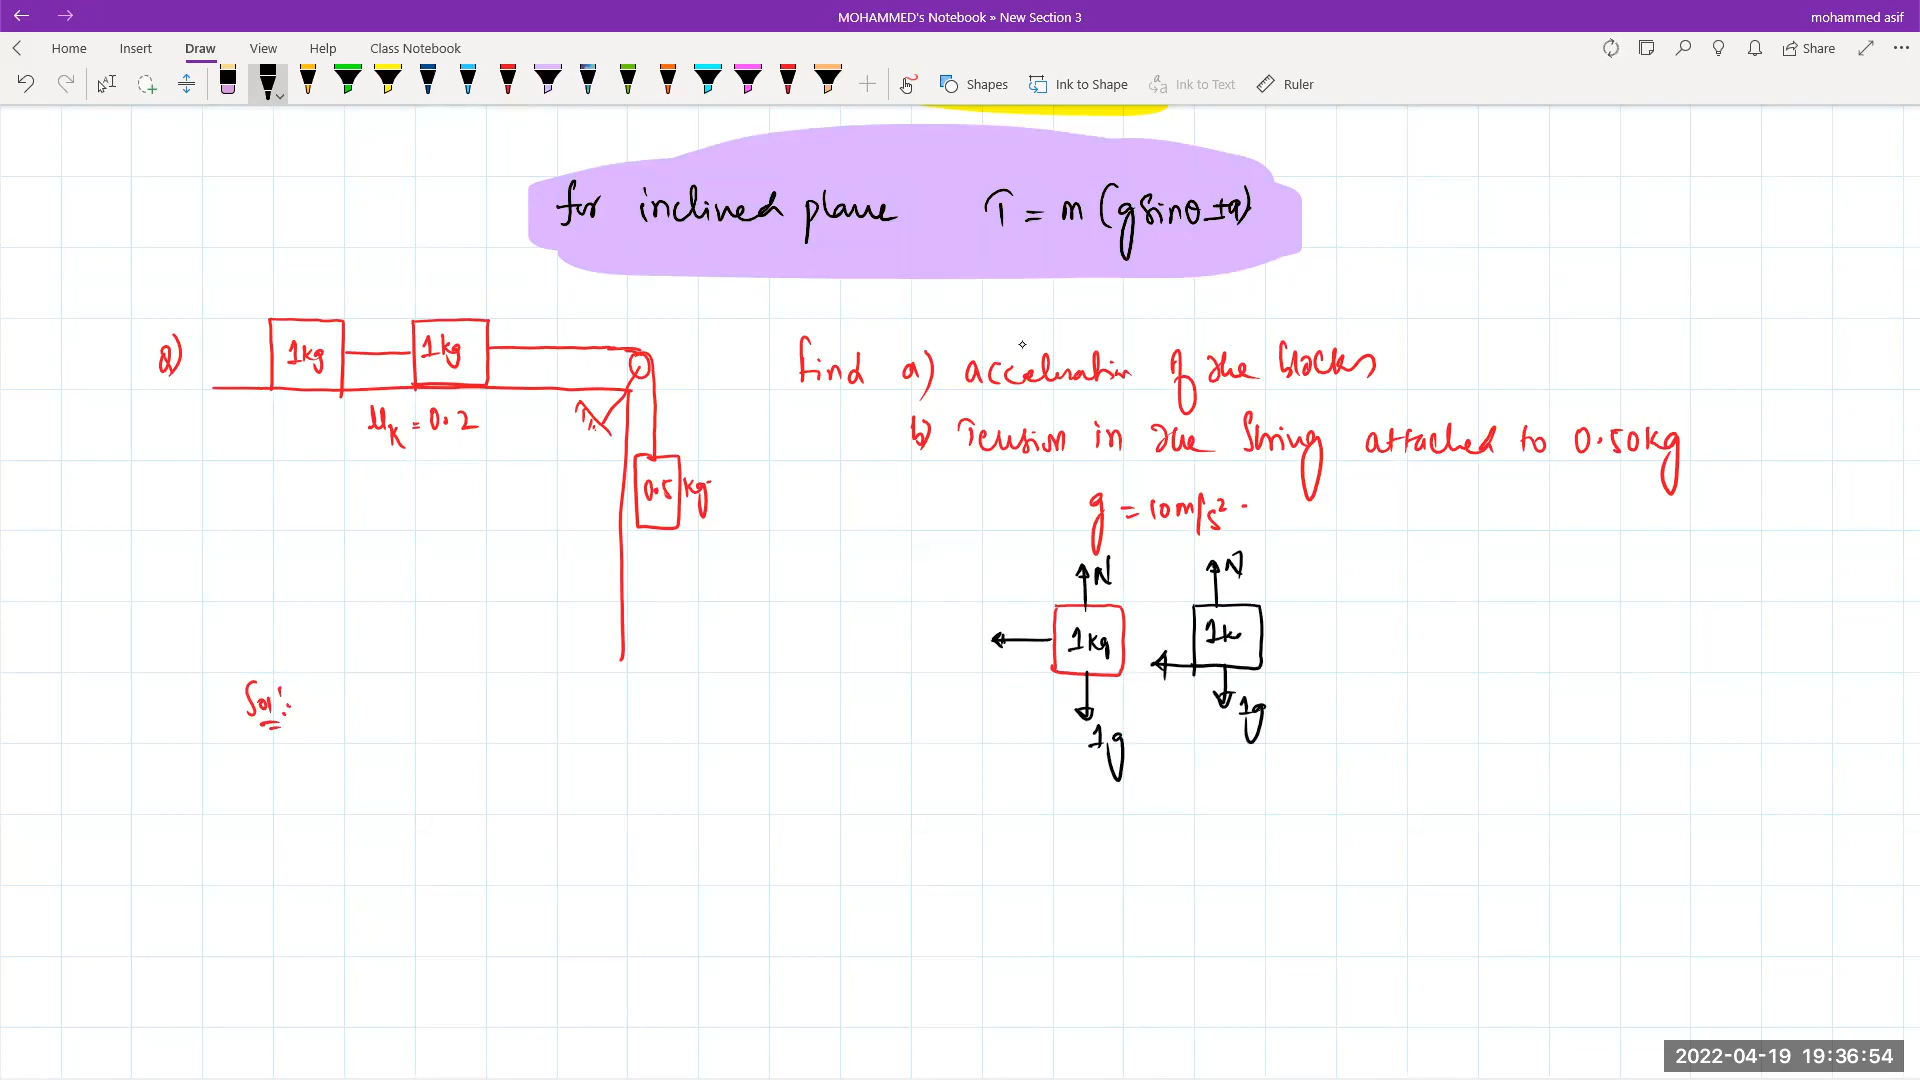 MOHAMMED's Notebook » New Section 3
mohammed asif
Home Insert Draw View Help Class Notebook
Share
Shapes Ink to Shape Ink to Text Ruler
for inclined plane T = m (g sinθ ± a)
Q)
1kg 1kg
μk = 0.2
0.5 kg
find a) acceleration of the blocks
b) Tension in the string attached to 0.50kg
g = 10m/s²
N N
1kg 1k
1g 1g
Sol:
2022-04-19 19:36:54